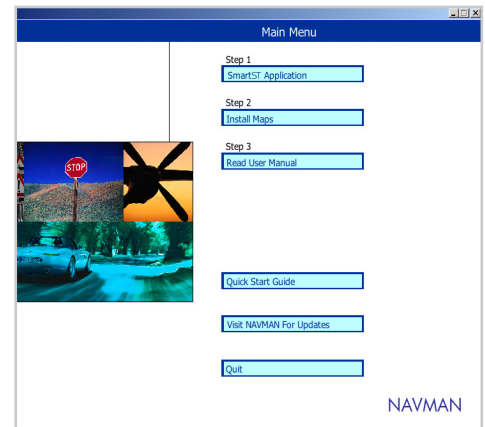 Main Menu
Step 1
SmartST Application
Step 2
Install Maps
Step 3
Read User Manual
STOP
Quick Start Guide
Visit NAVMAN For Updates
Quit
NAVMAN